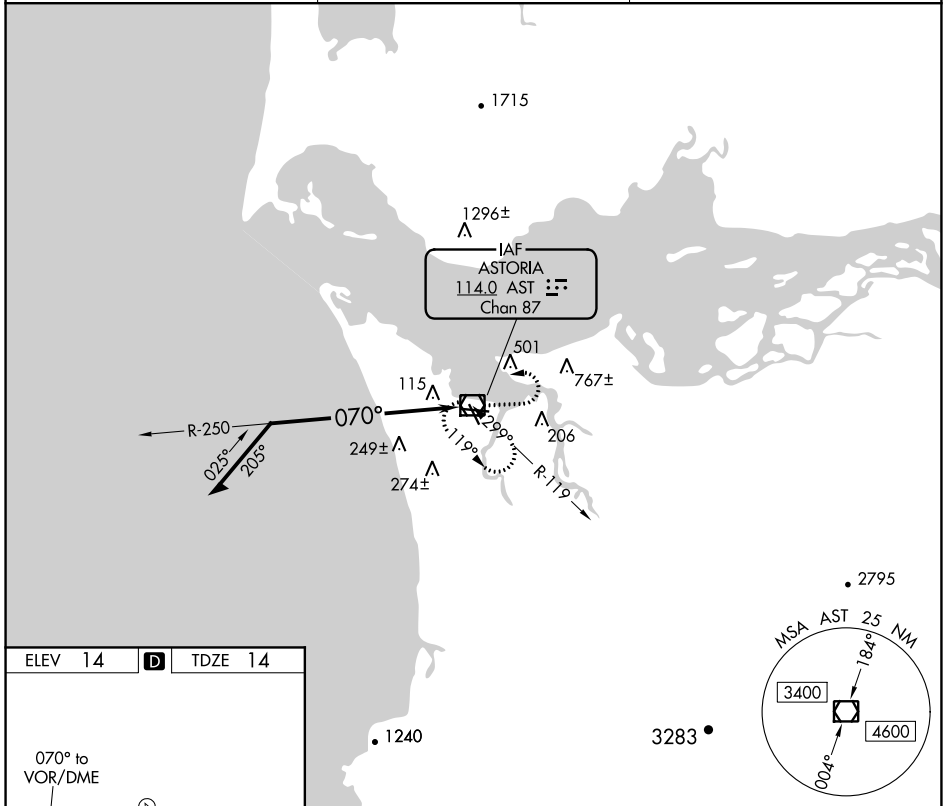 1715
1296±
IAF
ASTORIA
114.0 AST
Chan 87
501
767±
115
070°
R-250
025°
205°
249±
274±
299°
119°
206
R-119
2795
MSA AST 25 NM
184°
3400
4600
004°
3283
1240
ELEV 14 D TDZE 14
070° to
VOR/DME